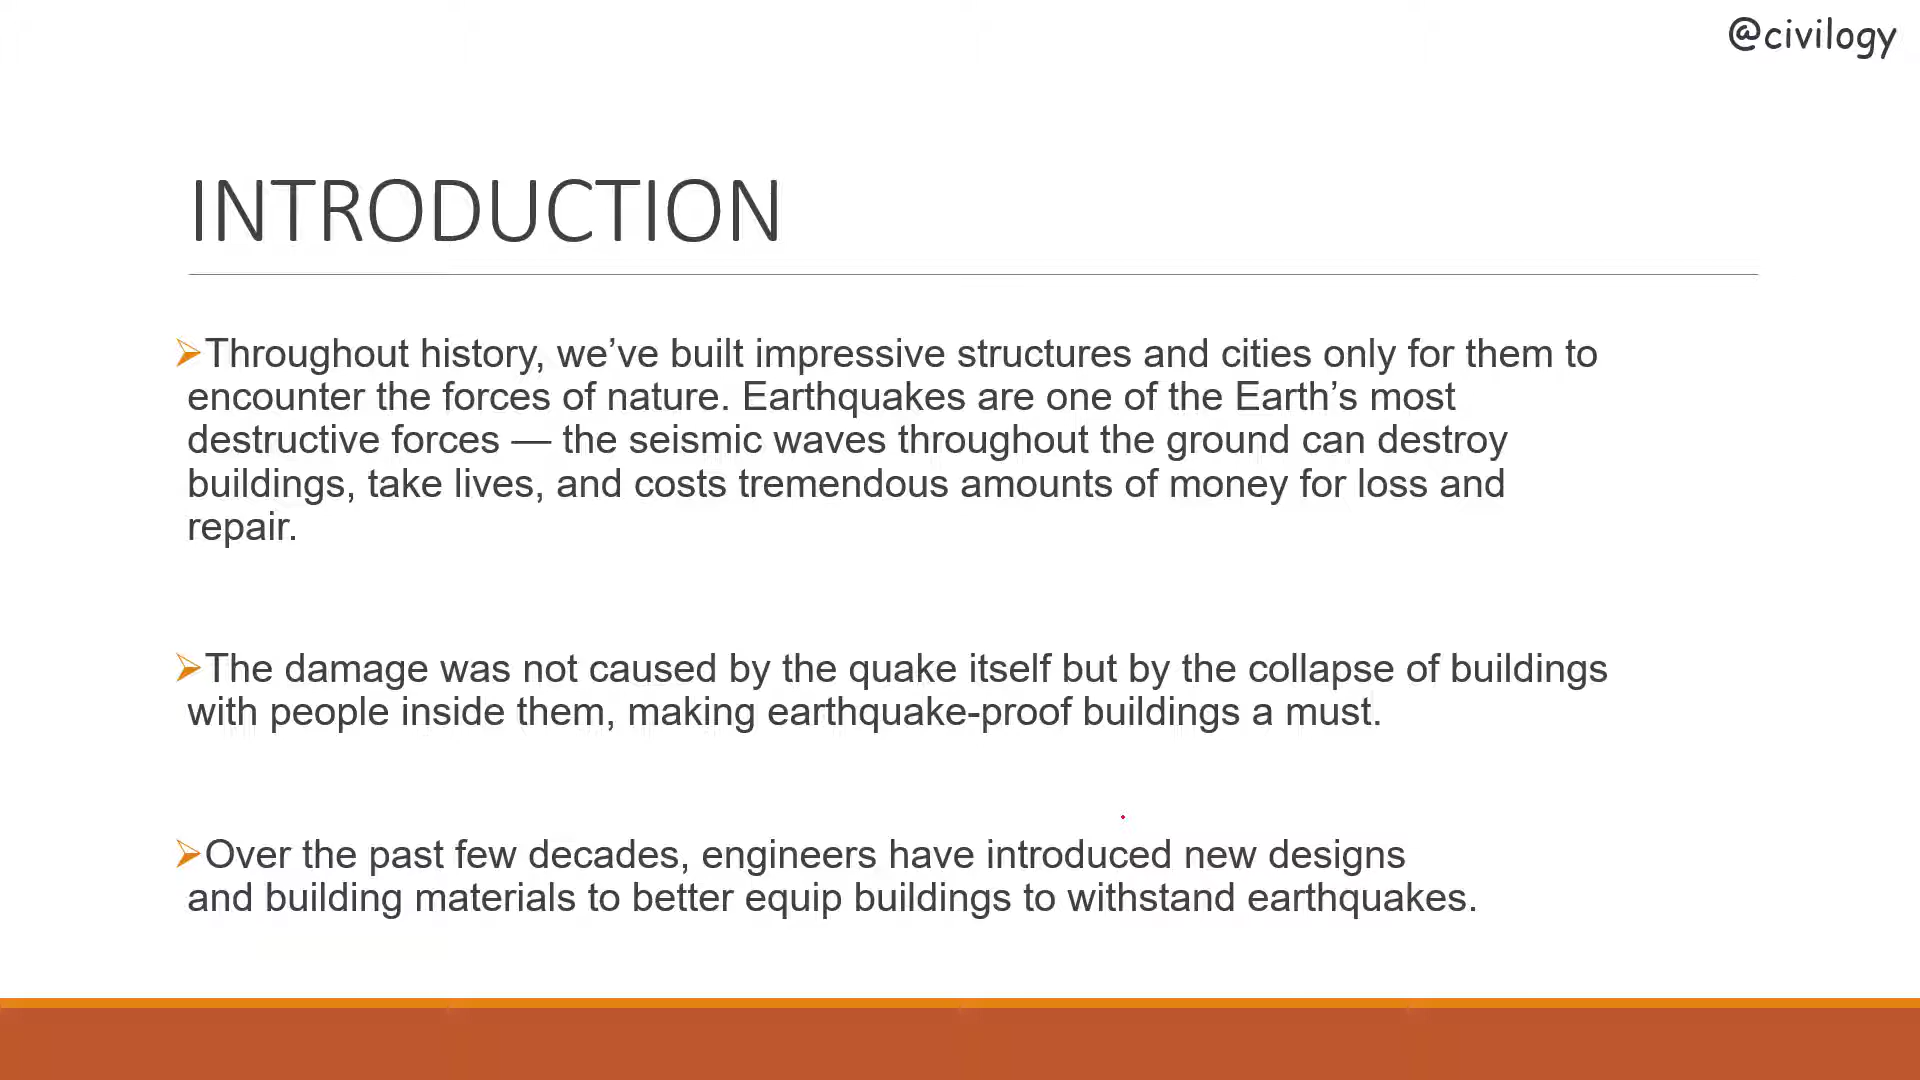 @civilogy
INTRODUCTION
➢Throughout history, we’ve built impressive structures and cities only for them to
encounter the forces of nature. Earthquakes are one of the Earth’s most
destructive forces — the seismic waves throughout the ground can destroy
buildings, take lives, and costs tremendous amounts of money for loss and
repair.
➢The damage was not caused by the quake itself but by the collapse of buildings
with people inside them, making earthquake-proof buildings a must.
➢Over the past few decades, engineers have introduced new designs
and building materials to better equip buildings to withstand earthquakes.